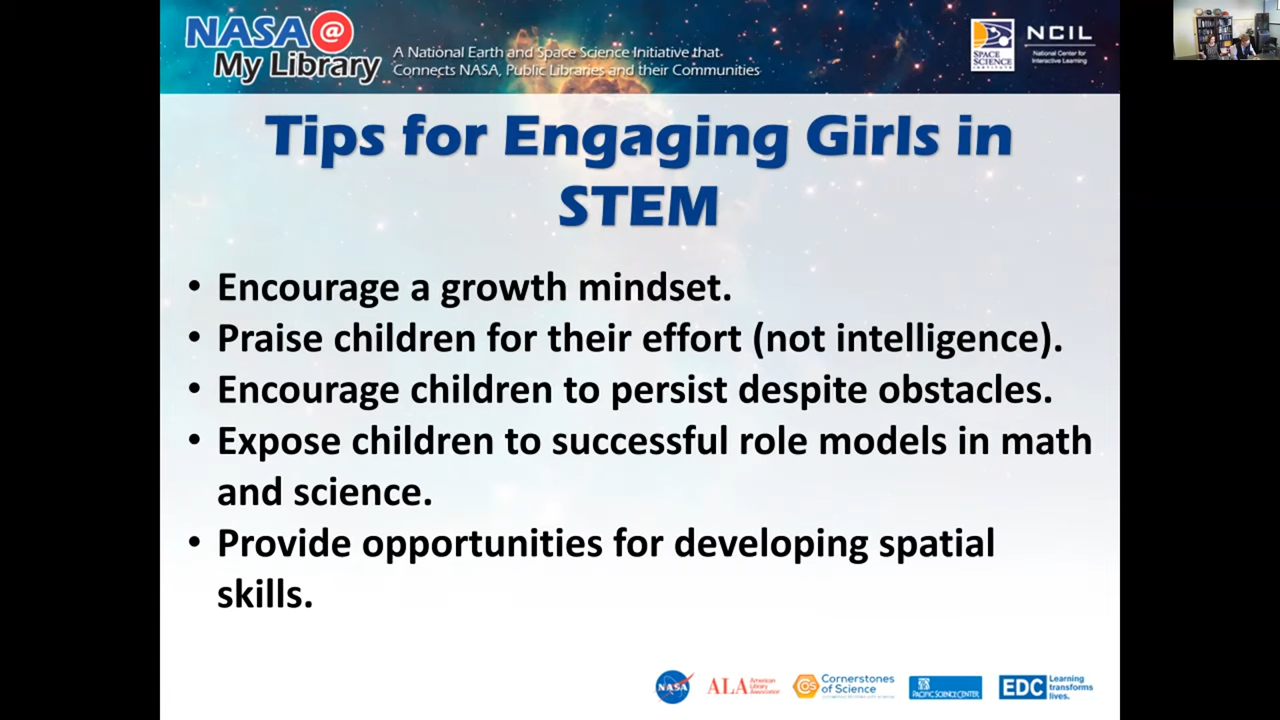 NASA@
My Library
A National Earth and Space Science Initiative that
Connects NASA, Public Libraries and their Communities
SPACE
SCIENCE
INSTITUTE
NCIL
National Center for
Interactive Learning
Tips for Engaging Girls in
STEM
• Encourage a growth mindset.
• Praise children for their effort (not intelligence).
• Encourage children to persist despite obstacles.
• Expose children to successful role models in math
and science.
• Provide opportunities for developing spatial
skills.
NASA
ALA American
Library
Association
Cornerstones
of Science
PACIFIC SCIENCE CENTER
EDC Learning
transforms
lives.